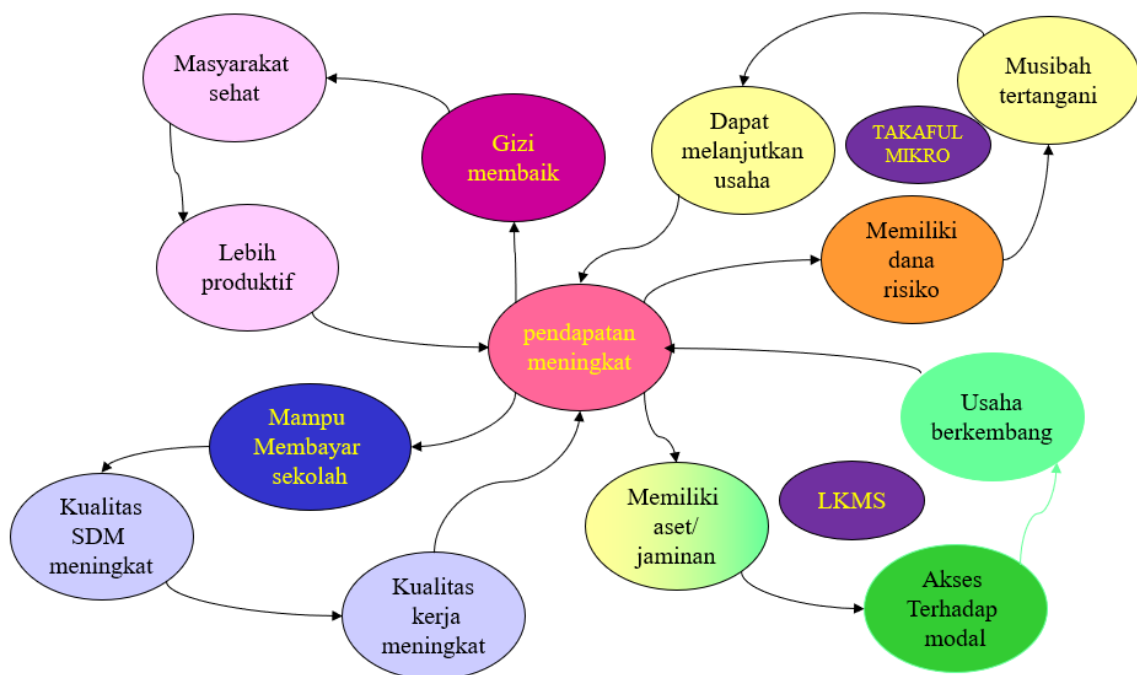 Masyarakat
sehat
Gizi
membaik
Lebih
produktif
Dapat
melanjutkan
usaha
TAKAFUL
MIKRO
Musibah
tertangani
Memiliki
dana
risiko
pendapatan
meningkat
Mampu
Membayar
sekolah
Kualitas
SDM
meningkat
Kualitas
kerja
meningkat
Memiliki
aset/
jaminan
LKMS
Usaha
berkembang
Akses
Terhadap
modal